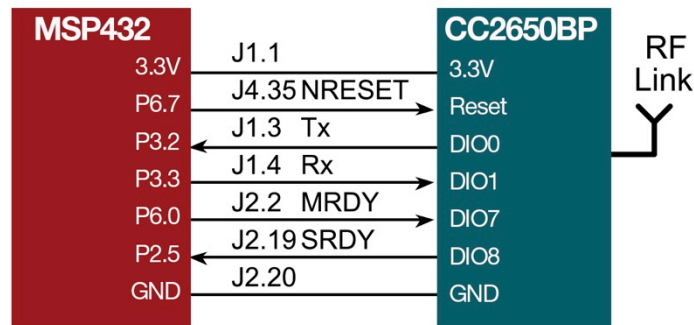 MSP432 CC2650BP
RF
Link
3.3V J1.1 3.3V
P6.7 J4.35 NRESET Reset
P3.2 J1.3 Tx DIO0
P3.3 J1.4 Rx DIO1
P6.0 J2.2 MRDY DIO7
P2.5 J2.19 SRDY DIO8
GND J2.20 GND